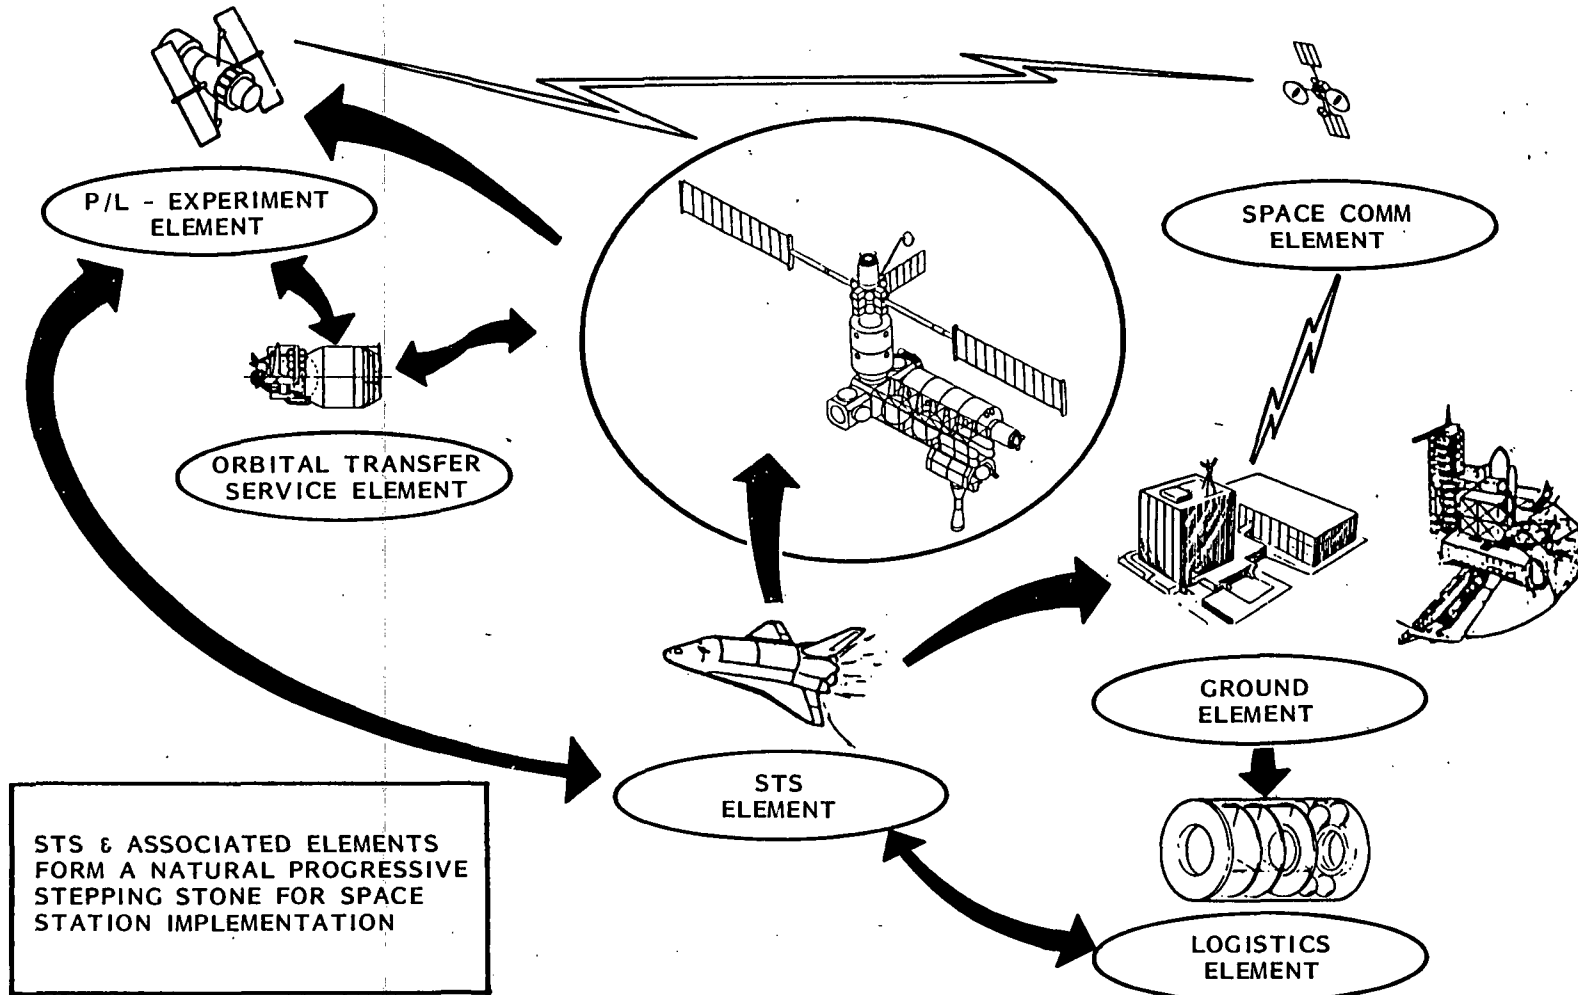 P/L - EXPERIMENT
ELEMENT
SPACE COMM
ELEMENT
ORBITAL TRANSFER
SERVICE ELEMENT
GROUND
ELEMENT
STS
ELEMENT
STS & ASSOCIATED ELEMENTS
FORM A NATURAL PROGRESSIVE
STEPPING STONE FOR SPACE
STATION IMPLEMENTATION
LOGISTICS
ELEMENT